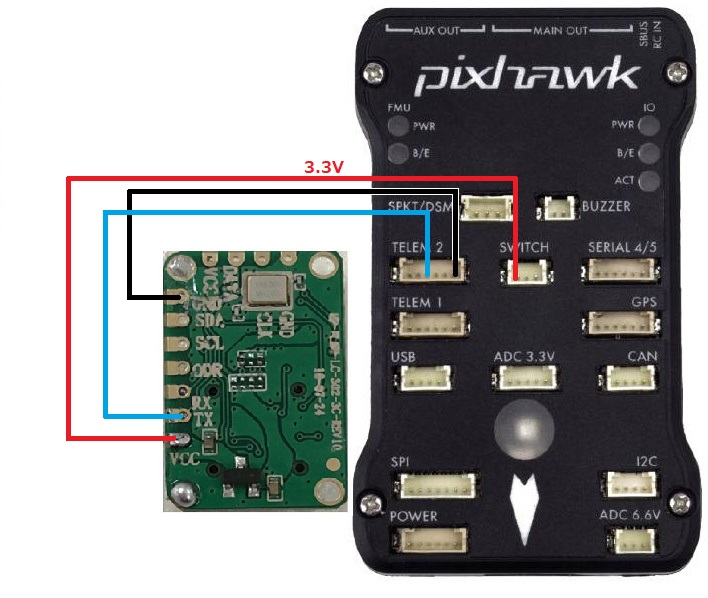 AUX OUT
MAIN OUT
SBUS
RC IN
pixhawk
FMU
IO
PWR
PWR
B/E
B/E
ACT
3.3V
SPKT/DSM
BUZZER
TELEM 2
SWITCH
SERIAL 4/5
TELEM 1
GPS
USB
ADC 3.3V
CAN
SPI
I2C
POWER
ADC 6.6V
VCC
DATA
GND
CLK
GND
SDA
SCL
RX
TX
VCC